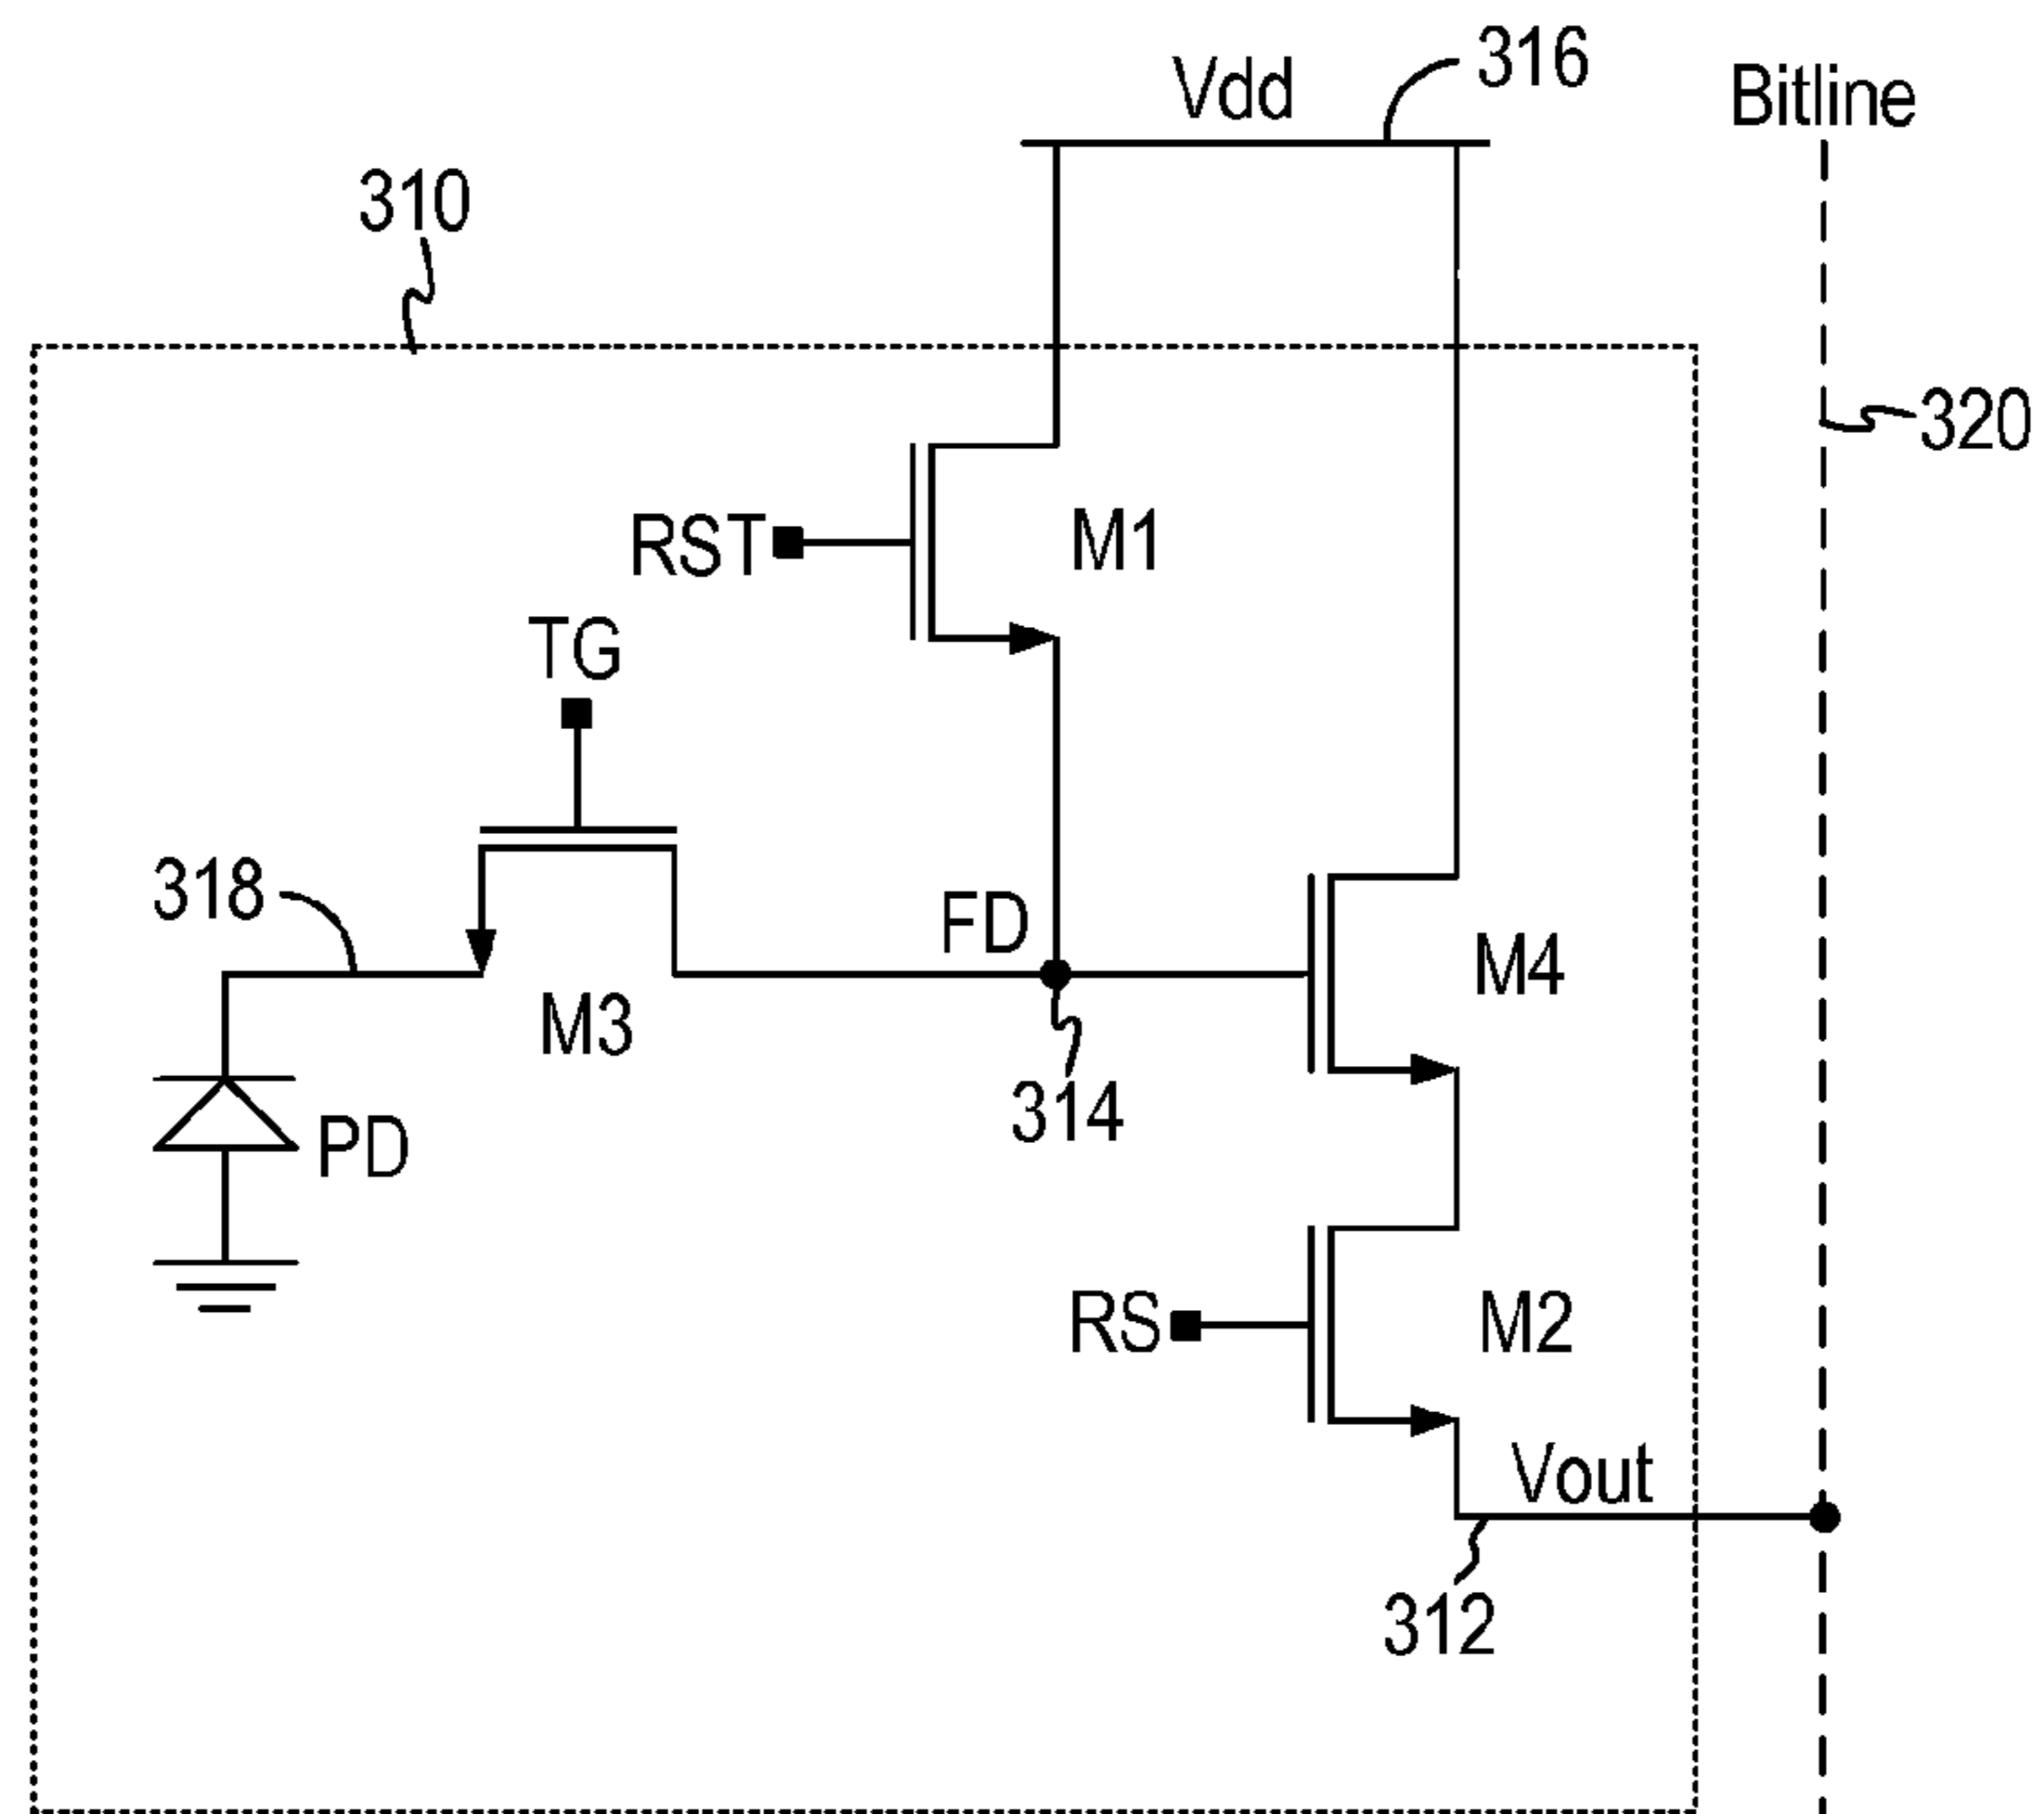 316
Vdd
Bitline
310
320
RST
M1
TG
318
FD
M4
M3
314
PD
RS
M2
Vout
312